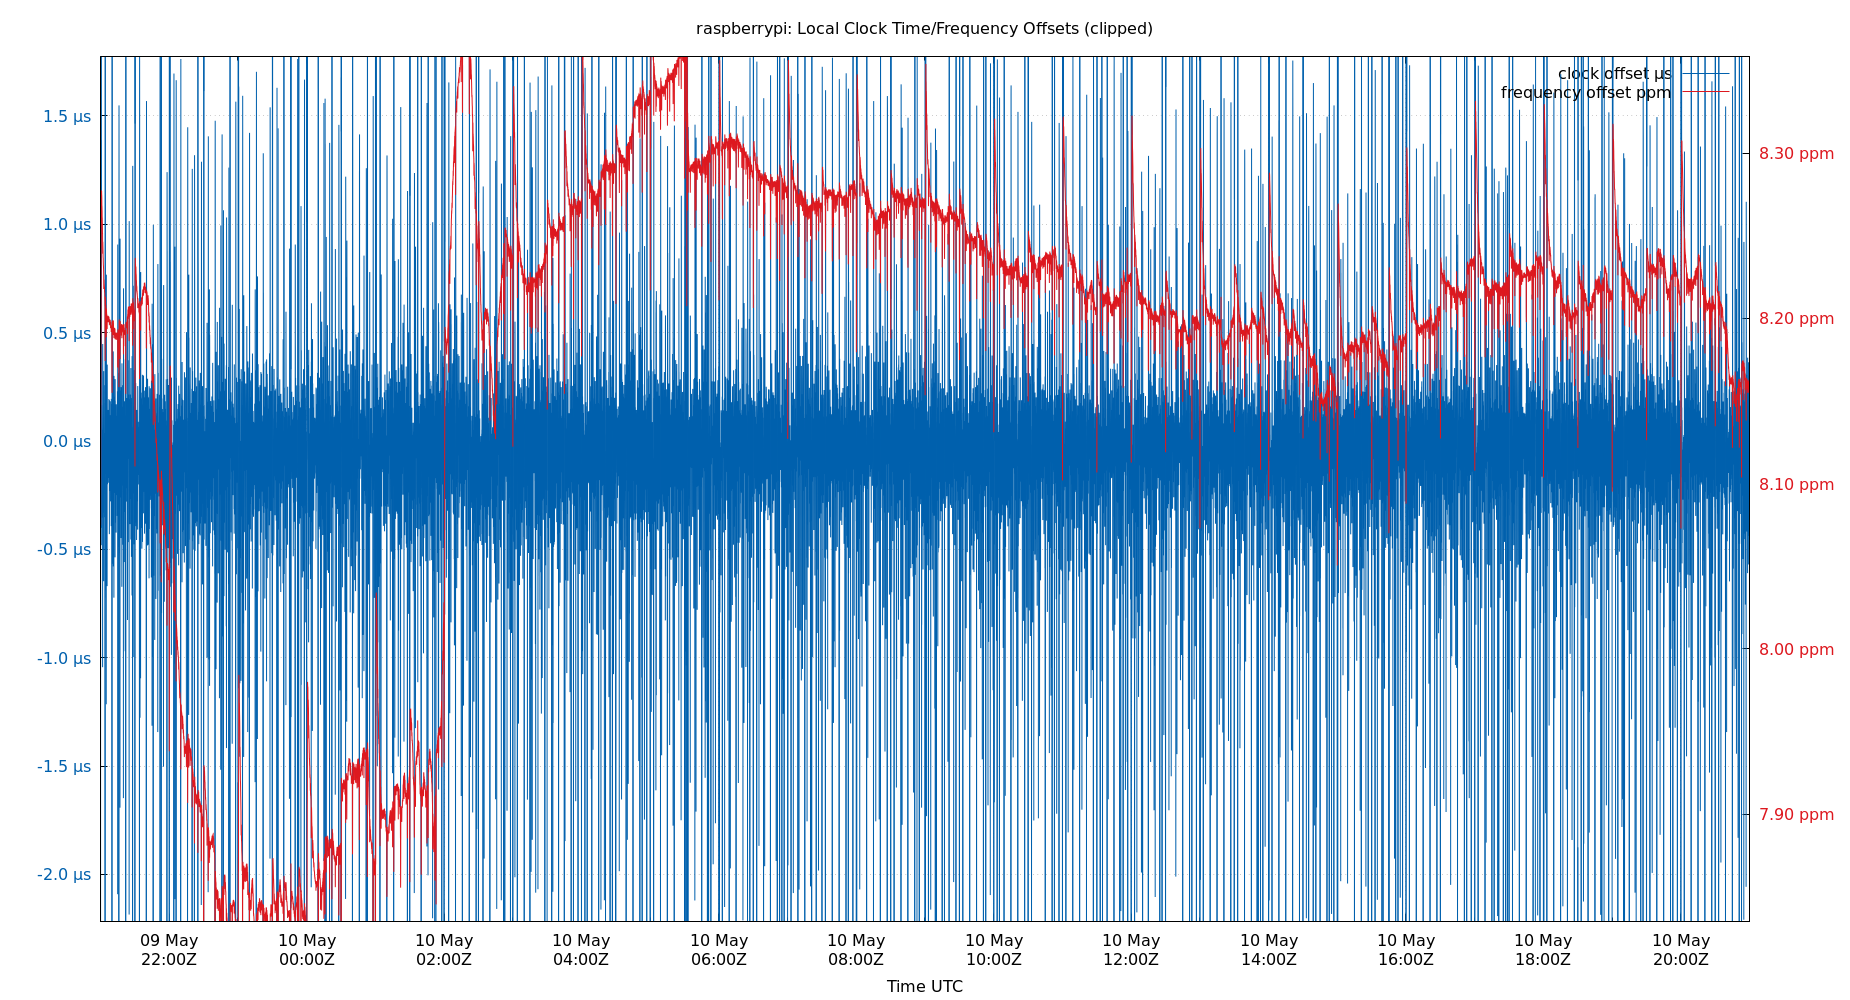 raspberrypi: Local Clock Time/Frequency Offsets (clipped)
clock offset µs
frequency offset ppm
1.5 µs
1.0 µs
0.5 µs
0.0 µs
-0.5 µs
-1.0 µs
-1.5 µs
-2.0 µs
8.30 ppm
8.20 ppm
8.10 ppm
8.00 ppm
7.90 ppm
09 May 10 May 10 May 10 May 10 May 10 May 10 May 10 May 10 May 10 May 10 May 10 May
22:00Z 00:00Z 02:00Z 04:00Z 06:00Z 08:00Z 10:00Z 12:00Z 14:00Z 16:00Z 18:00Z 20:00Z
Time UTC